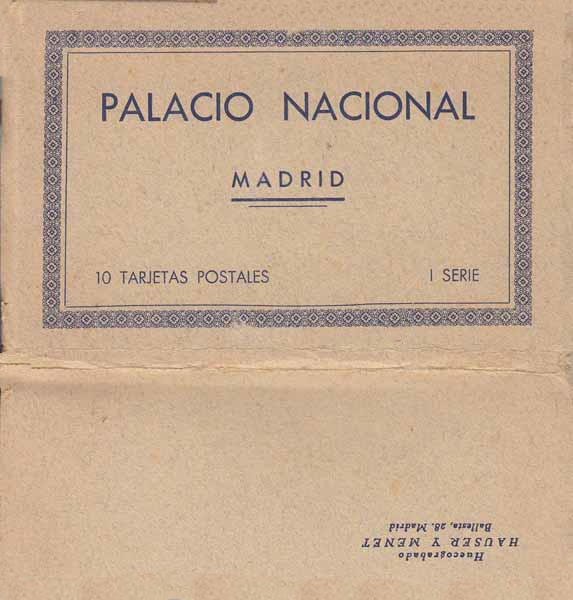 PALACIO NACIONAL
MADRID
10 TARJETAS POSTALES I SERIE
Huecograbado
HAUSER Y MENET
Ballesta, 28. Madrid